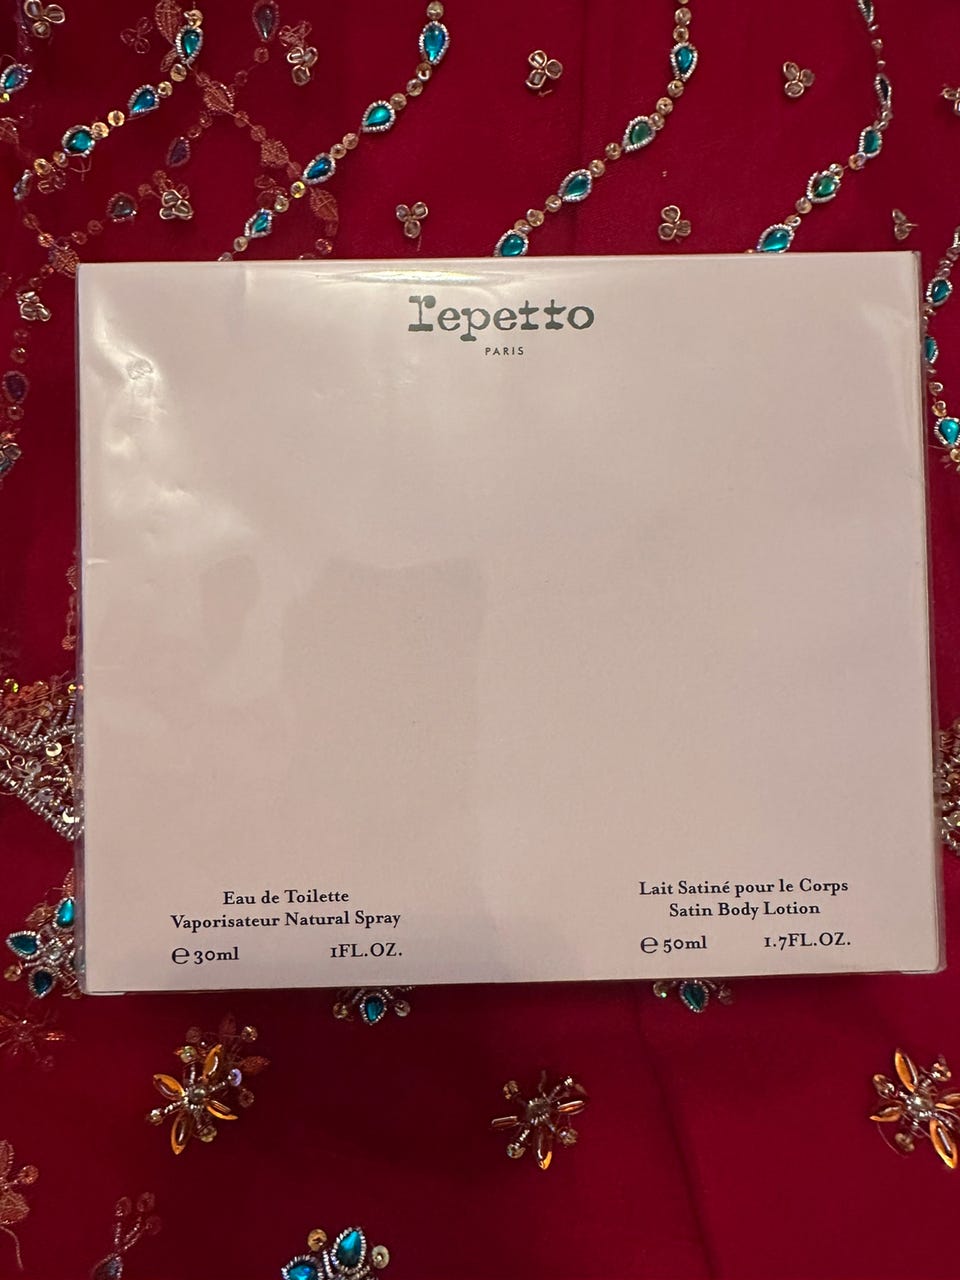 repetto
PARIS
Eau de Toilette
Vaporisateur Natural Spray
℮30ml 1FL.OZ.
Lait Satiné pour le Corps
Satin Body Lotion
℮50ml 1.7FL.OZ.